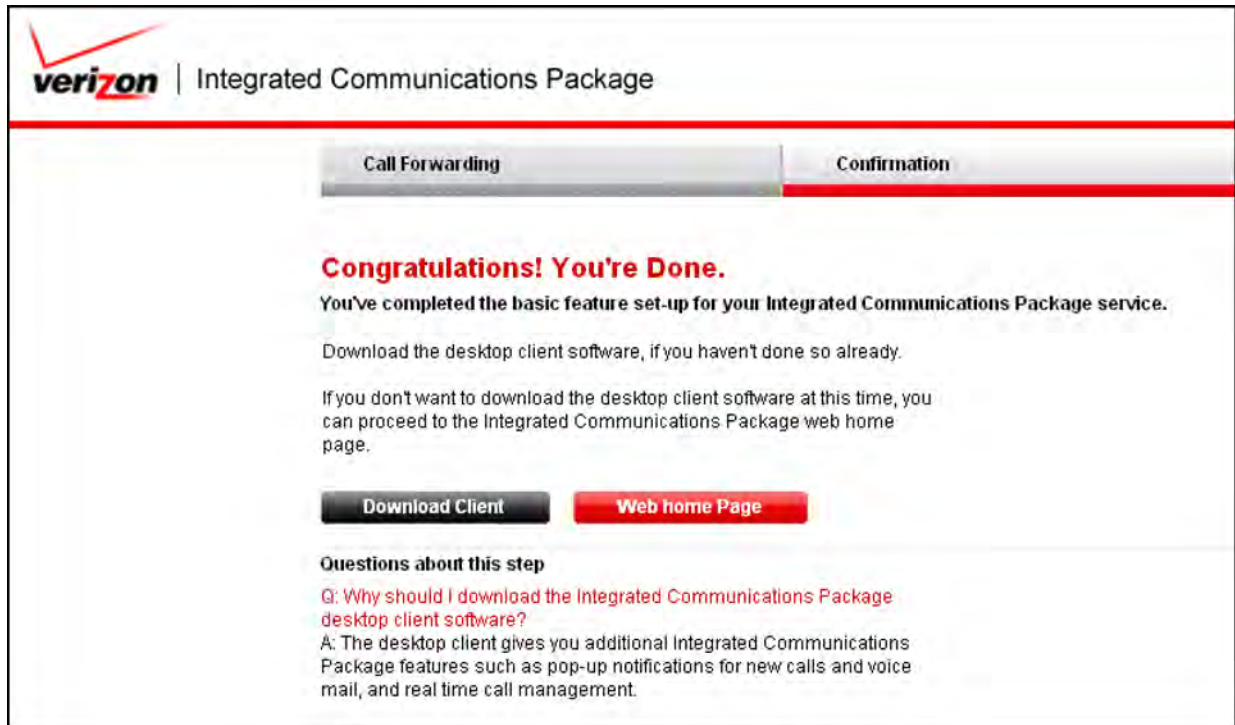 verizon | Integrated Communications Package
Call Forwarding Confirmation
Congratulations! You're Done.
You've completed the basic feature set-up for your Integrated Communications Package service.
Download the desktop client software, if you haven't done so already.
If you don't want to download the desktop client software at this time, you
can proceed to the Integrated Communications Package web home
page.
Download Client Web home Page
Questions about this step
Q: Why should I download the Integrated Communications Package
desktop client software?
A: The desktop client gives you additional Integrated Communications
Package features such as pop-up notifications for new calls and voice
mail, and real time call management.